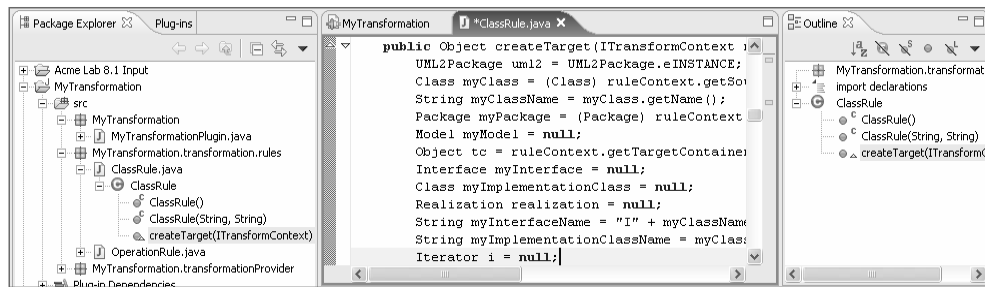 Package Explorer
Plug-ins
Acme Lab 8.1 Input
MyTransformation
src
MyTransformation
MyTransformationPlugin.java
MyTransformation.transformation.rules
ClassRule.java
ClassRule
ClassRule()
ClassRule(String, String)
createTarget(ITransformContext)
OperationRule.java
MyTransformation.transformationProvider
Plug-in Dependencies
MyTransformation
*ClassRule.java
public Object createTarget(ITransformContext
UML2Package uml2 = UML2Package.eINSTANCE;
Class myClass = (Class) ruleContext.getSou
String myClassName = myClass.getName();
Package myPackage = (Package) ruleContext
Model myModel = null;
Object tc = ruleContext.getTargetContainer
Interface myInterface = null;
Class myImplementationClass = null;
Realization realization = null;
String myInterfaceName = "I" + myClassName
String myImplementationClassName = myClass
Iterator i = null;
Outline
MyTransformation.transformat
import declarations
ClassRule
ClassRule()
ClassRule(String, String)
createTarget(ITransformC